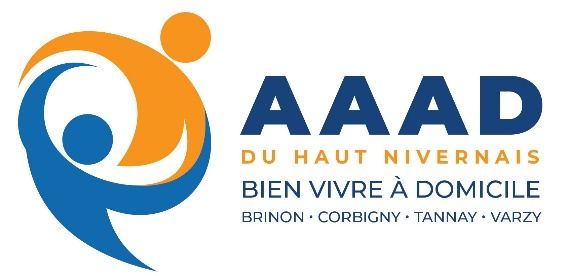 AAAD
DU HAUT NIVERNAIS
BIEN VIVRE À DOMICILE
BRINON · CORBIGNY · TANNAY · VARZY